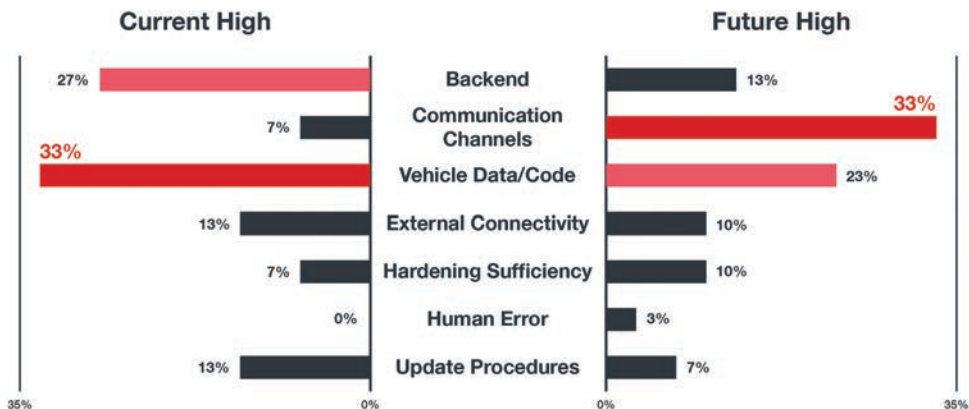 Current High
Future High
27%
Backend
13%
7%
Communication
Channels
33%
33%
Vehicle Data/Code
23%
13%
External Connectivity
10%
7%
Hardening Sufficiency
10%
0%
Human Error
3%
13%
Update Procedures
7%
35%
0%
0%
35%